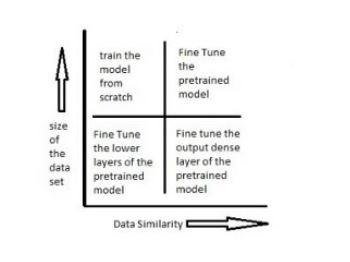 train the
model
from
scratch
Fine Tune
the
pretrained
model
size
of
the
data
set
Fine Tune
the lower
layers of the
pretrained
model
Fine tune the
output dense
layer of the
pretrained
model
Data Similarity